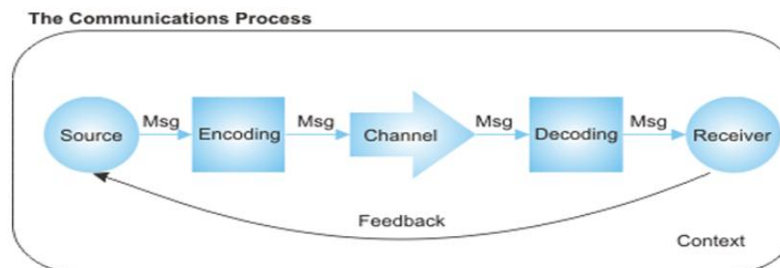 The Communications Process
Msg Msg Msg Msg
Source Encoding Channel Decoding Receiver
Feedback
Context